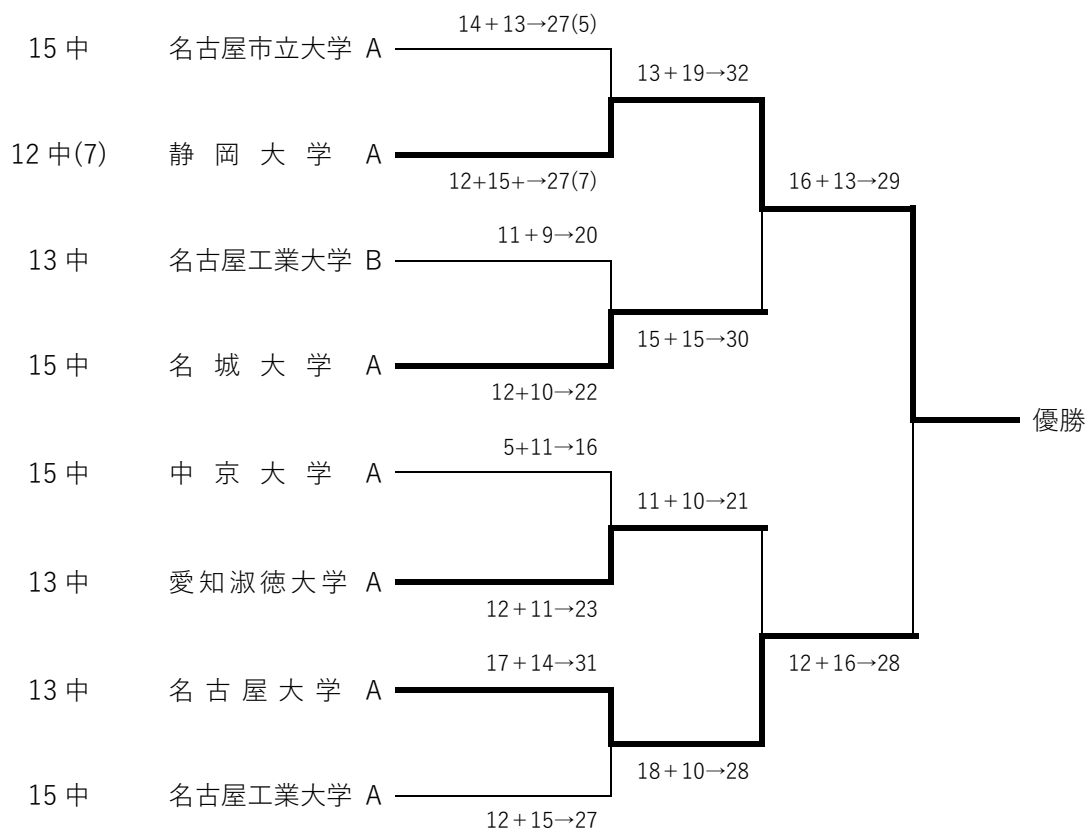 14＋13→27(5)
15 中 名古屋市立大学 A
13＋19→32
12 中(7) 静岡大学 A
12+15+→27(7)
16＋13→29
11＋9→20
13 中 名古屋工業大学 B
15＋15→30
15 中 名城大学 A
12+10→22
優勝
5+11→16
15 中 中京大学 A
11＋10→21
13 中 愛知淑徳大学 A
12＋11→23
17＋14→31
12＋16→28
13 中 名古屋大学 A
18＋10→28
15 中 名古屋工業大学 A
12＋15→27